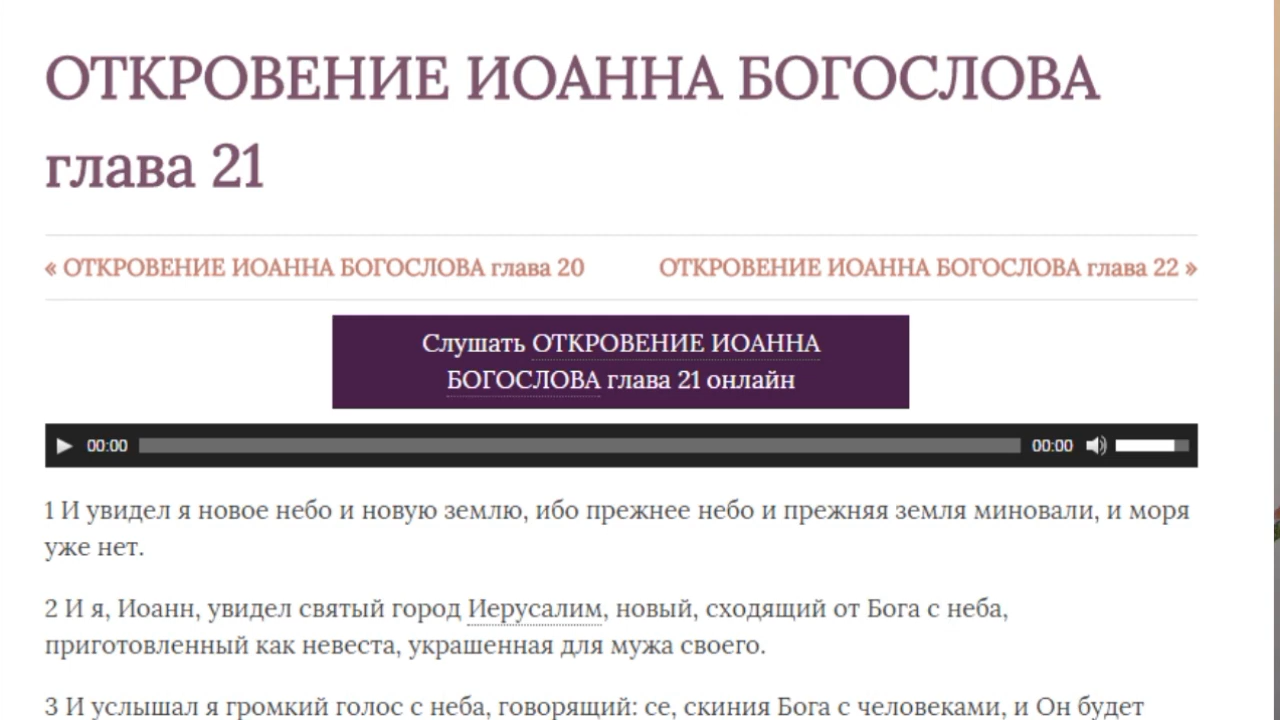 ОТКРОВЕНИЕ ИОАННА БОГОСЛОВА
глава 21
« ОТКРОВЕНИЕ ИОАННА БОГОСЛОВА глава 20
ОТКРОВЕНИЕ ИОАННА БОГОСЛОВА глава 22 »
Слушать ОТКРОВЕНИЕ ИОАННА
БОГОСЛОВА глава 21 онлайн
00:00 00:00
1 И увидел я новое небо и новую землю, ибо прежнее небо и прежняя земля миновали, и моря
уже нет.
2 И я, Иоанн, увидел святый город Иерусалим, новый, сходящий от Бога с неба,
приготовленный как невеста, украшенная для мужа своего.
3 И услышал я громкий голос с неба, говорящий: се, скиния Бога с человеками, и Он будет